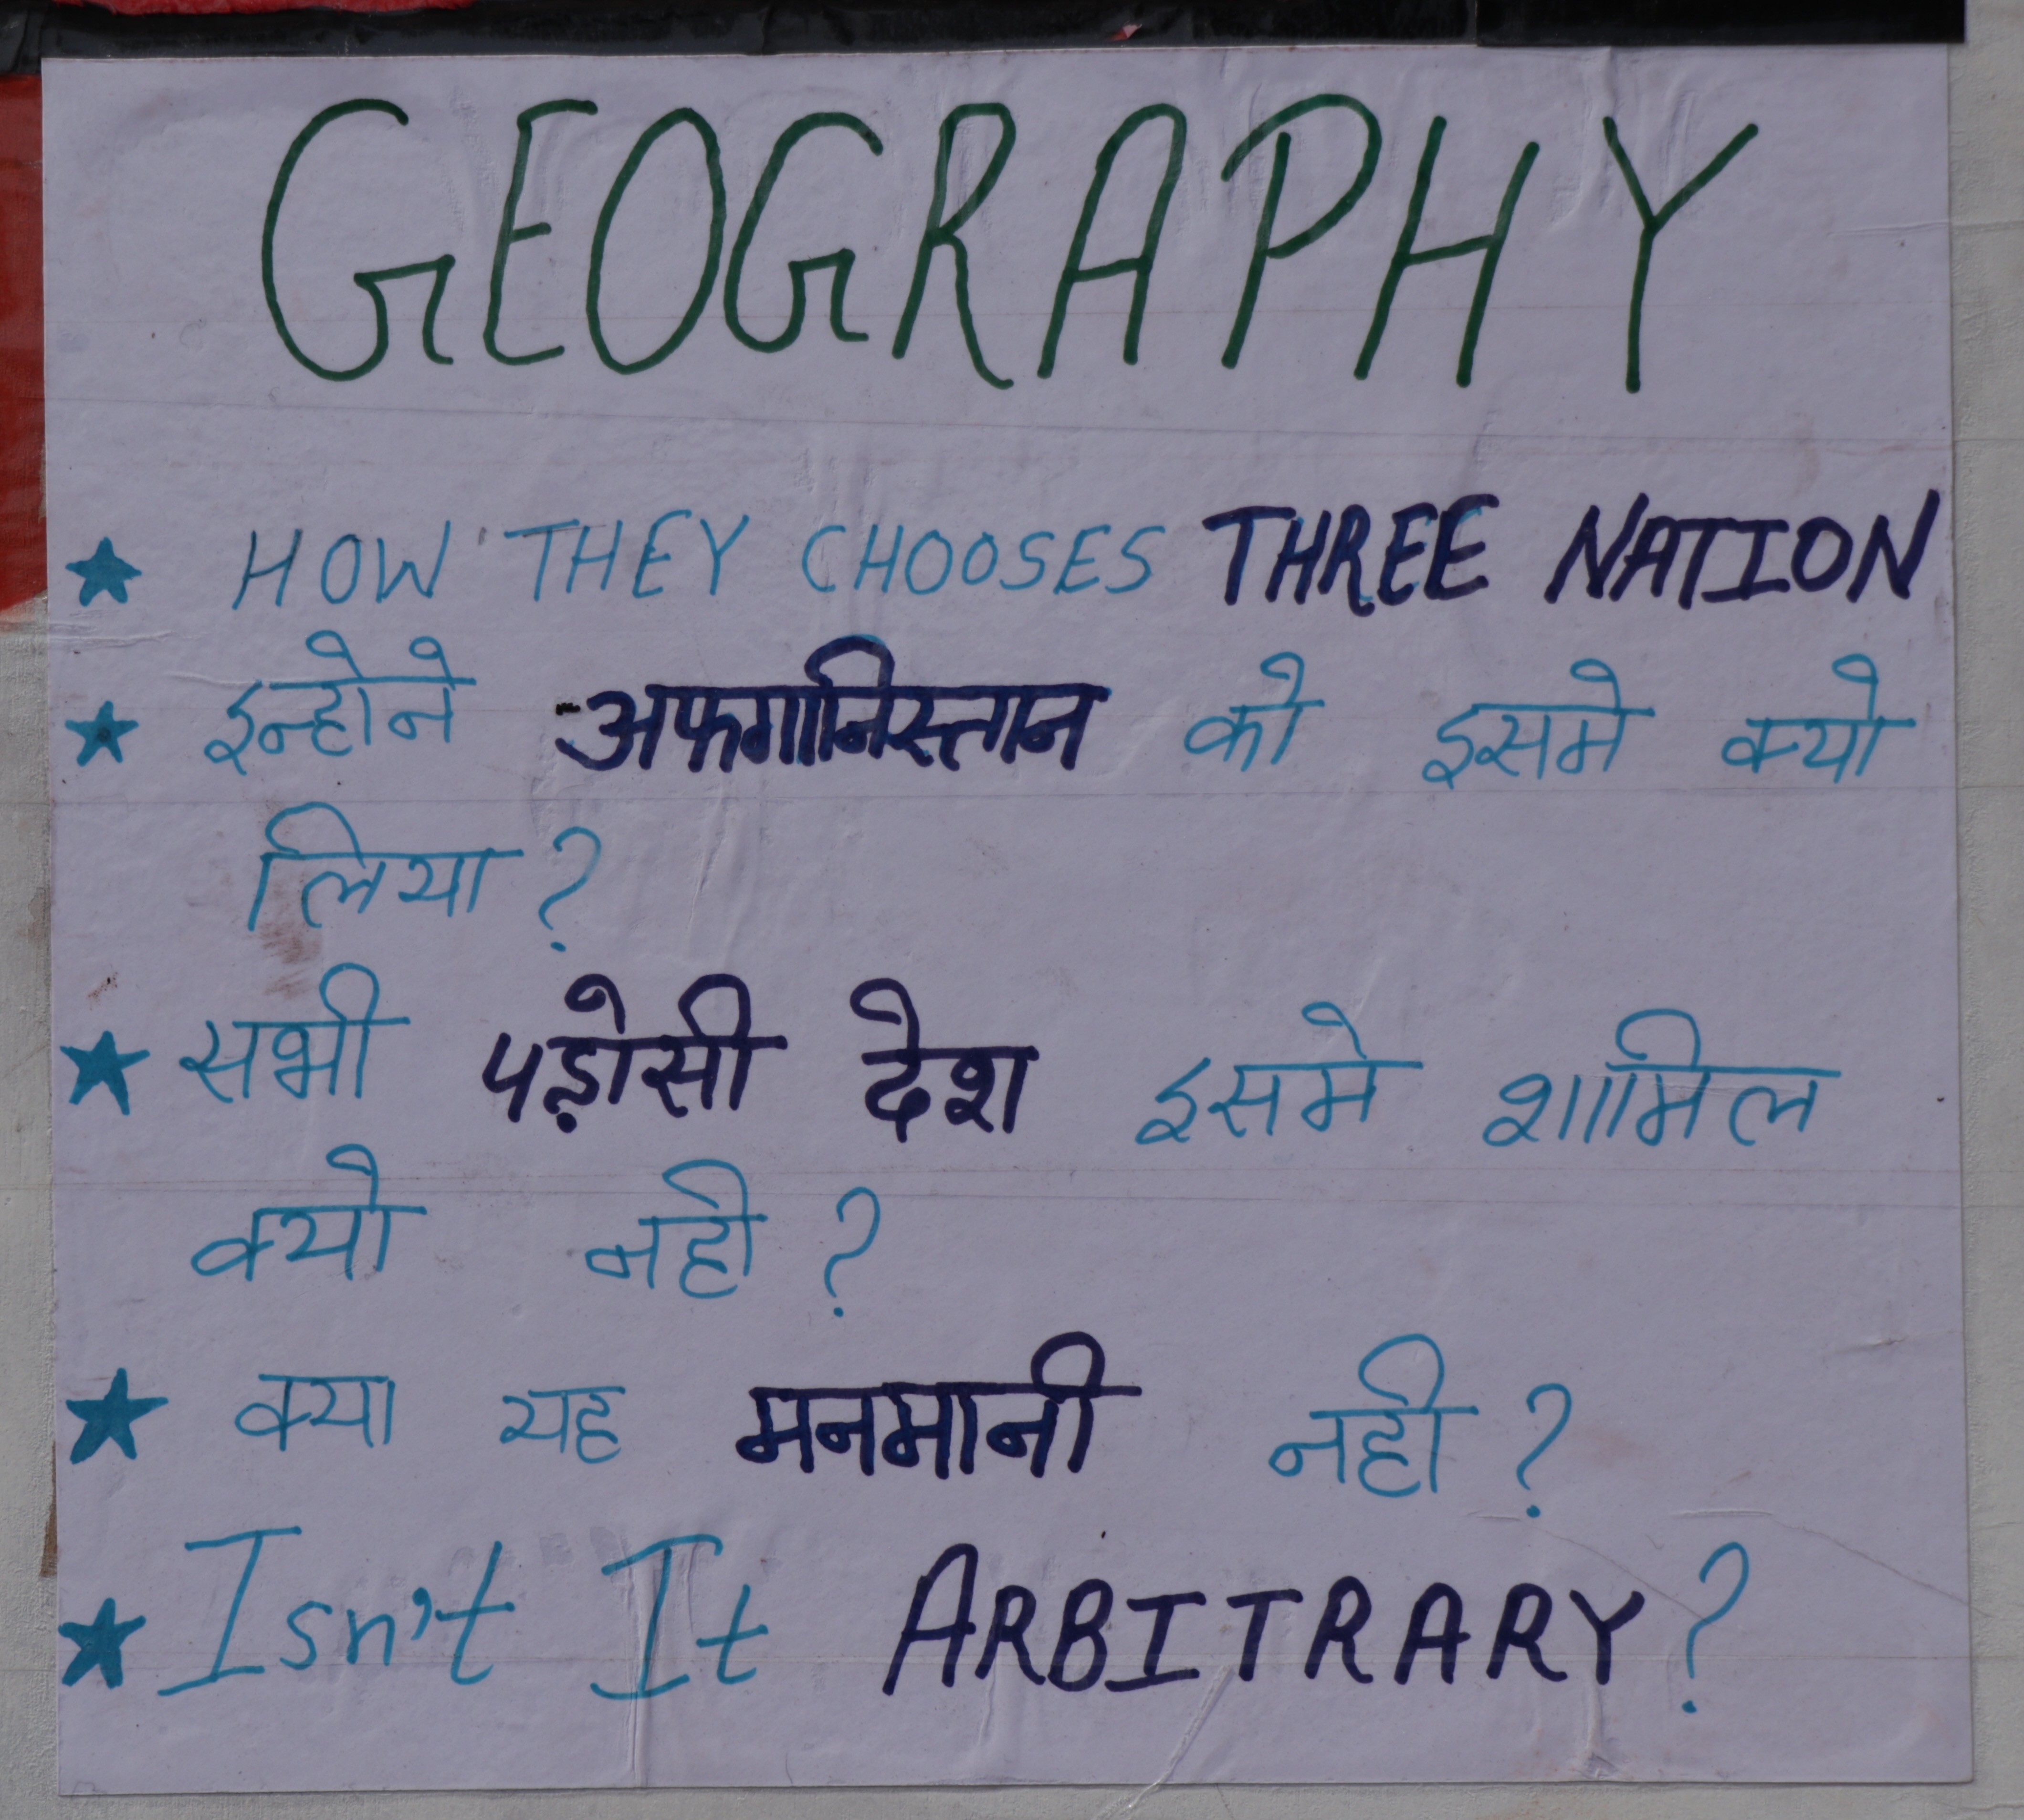 GEOGRAPHY
★ HOW THEY CHOOSES THREE NATION
★ इन्होने अफगानिस्तान को इसमे क्यो
लिया ?
★ सभी पड़ोसी देश इसमे शामिल
क्यो नही ?
★ क्या यह मनमानी नही ?
★ Isn't It ARBITRARY ?